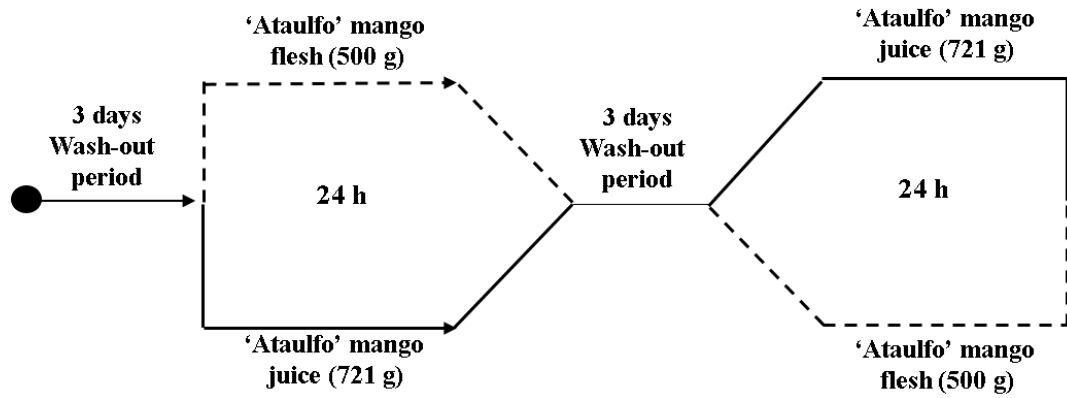 ‘Ataulfo’ mango
flesh (500 g)
3 days
Wash-out
period
24 h
‘Ataulfo’ mango
juice (721 g)
3 days
Wash-out
period
‘Ataulfo’ mango
juice (721 g)
24 h
‘Ataulfo’ mango
flesh (500 g)